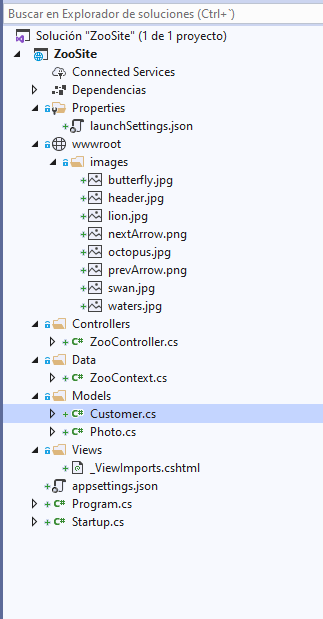 Buscar en Explorador de soluciones (Ctrl+`)
Solución "ZooSite" (1 de 1 proyecto)
ZooSite
Connected Services
Dependencias
Properties
launchSettings.json
wwwroot
images
butterfly.jpg
header.jpg
lion.jpg
nextArrow.png
octopus.jpg
prevArrow.png
swan.jpg
waters.jpg
Controllers
C# ZooController.cs
Data
C# ZooContext.cs
Models
C# Customer.cs
C# Photo.cs
Views
_ViewImports.cshtml
appsettings.json
C# Program.cs
C# Startup.cs